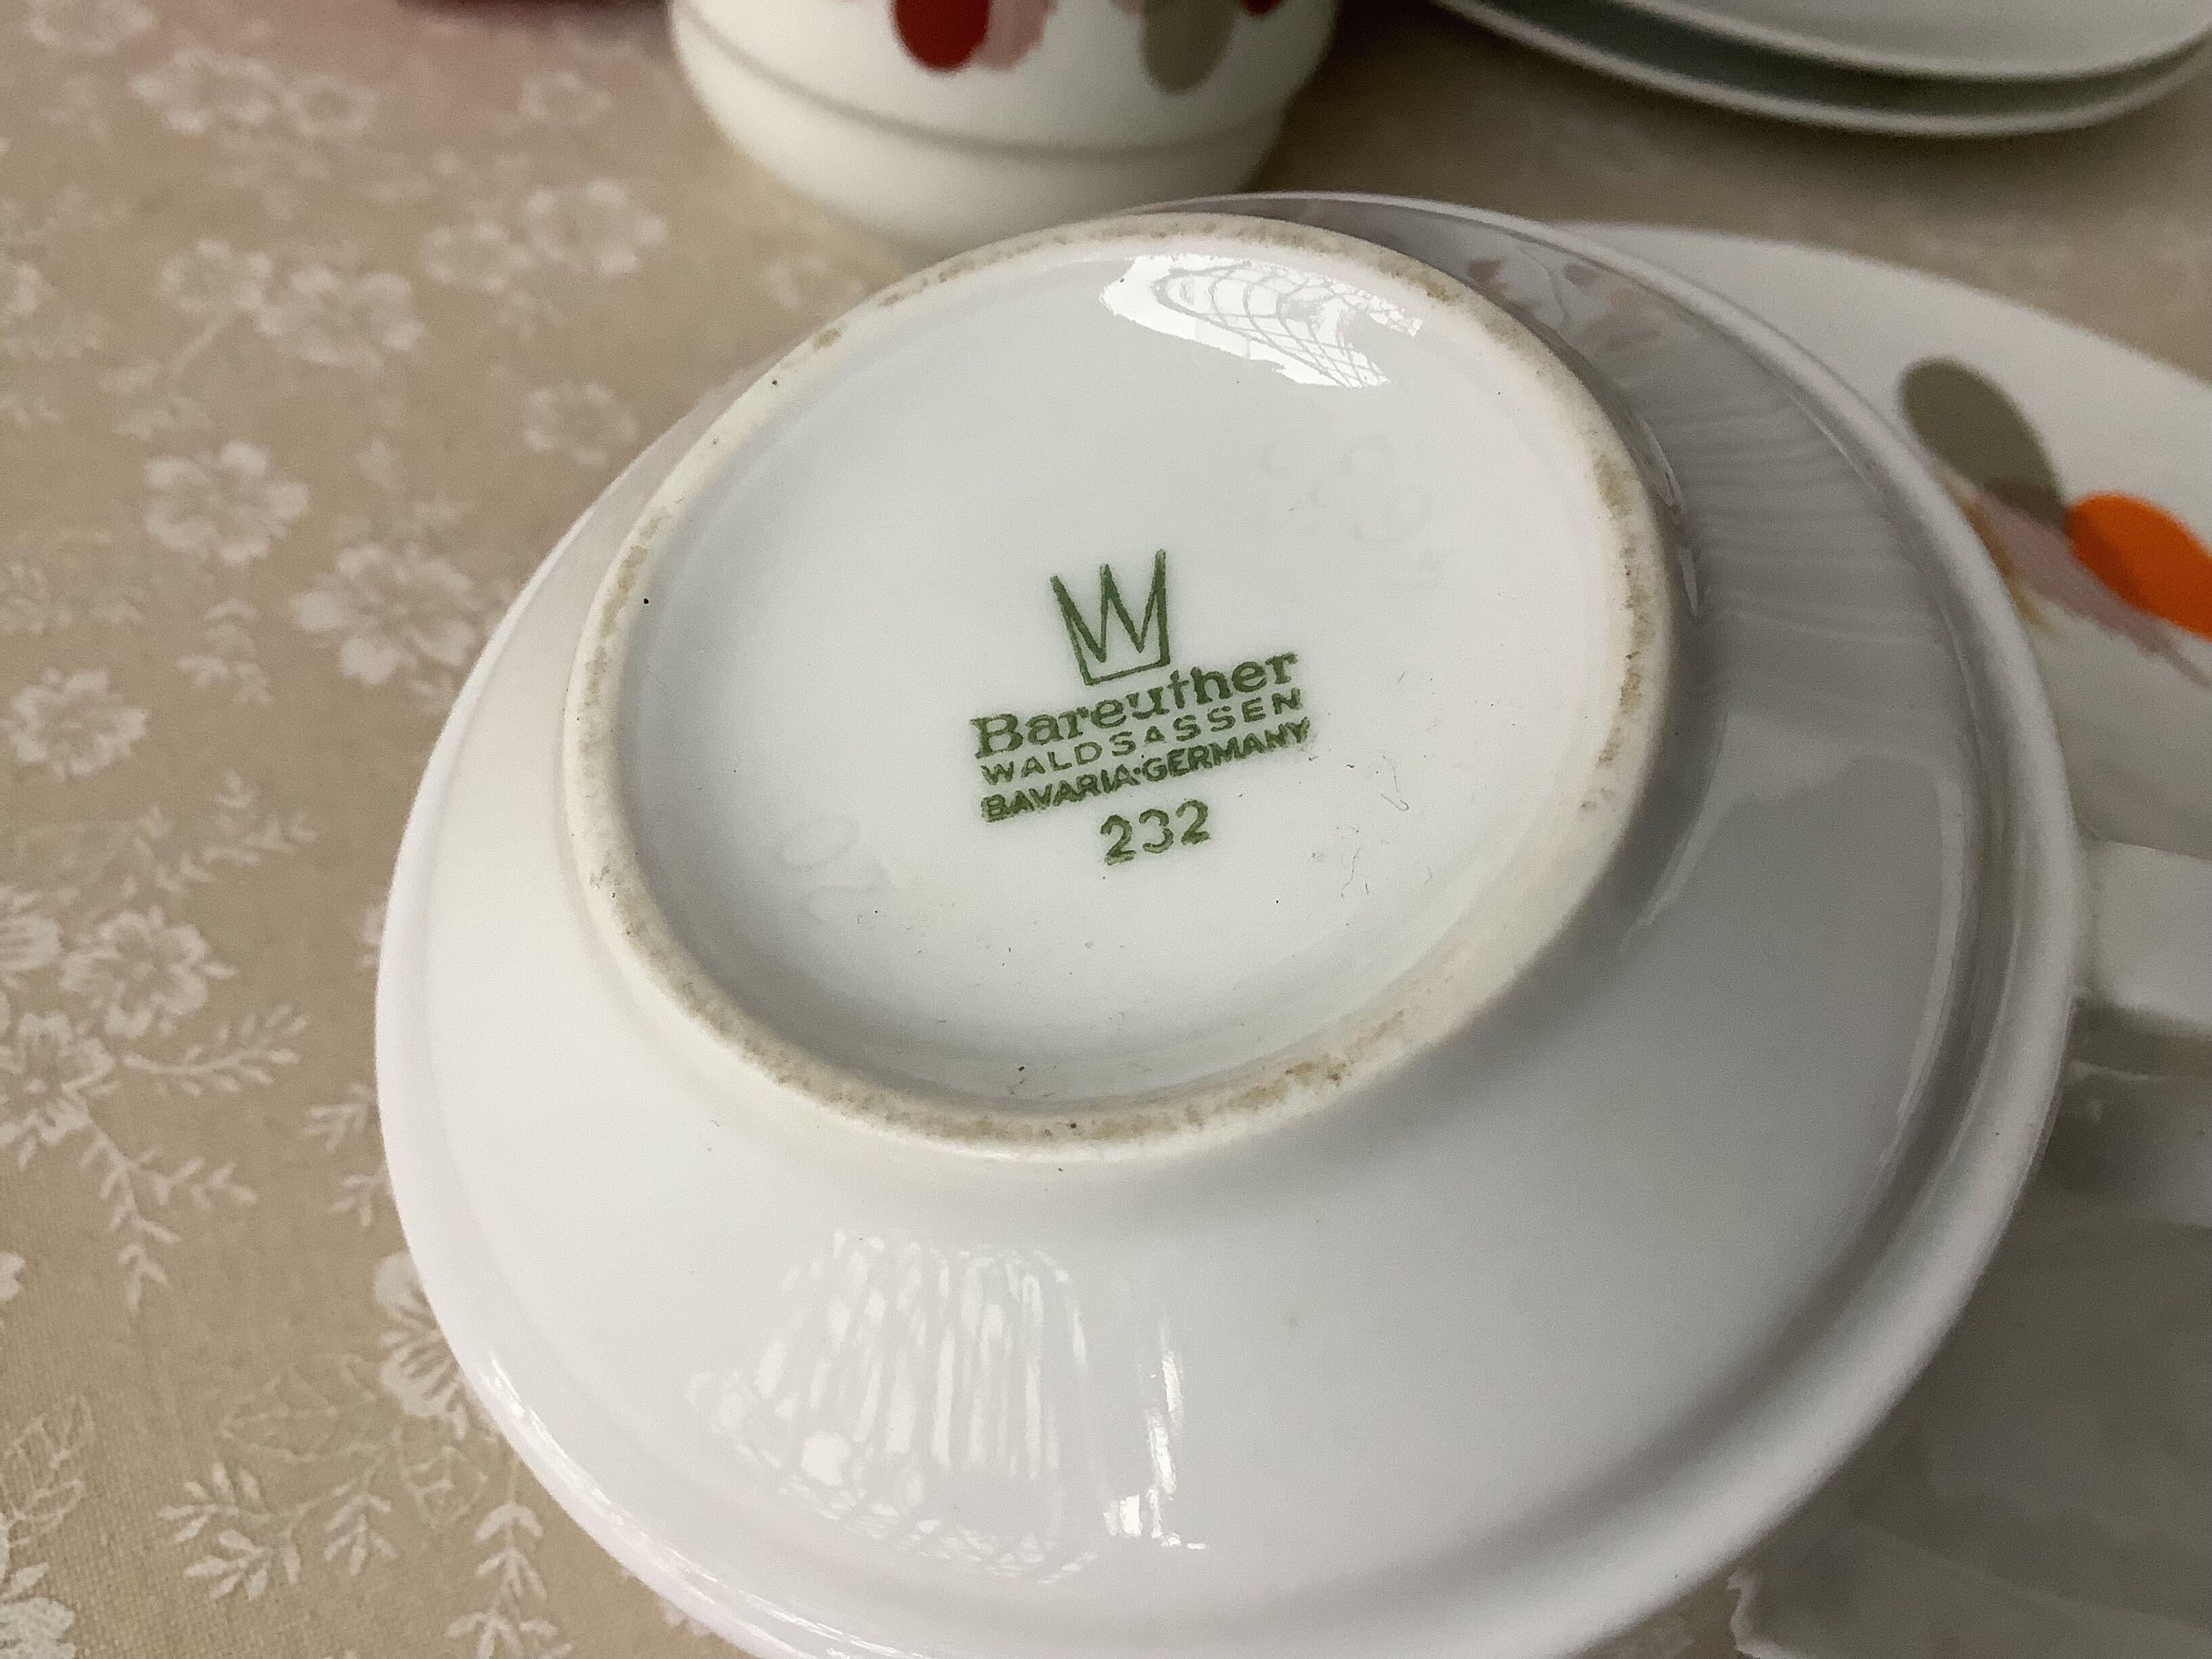 W
Bareuther
WALDSASSEN
BAVARIA·GERMANY
232